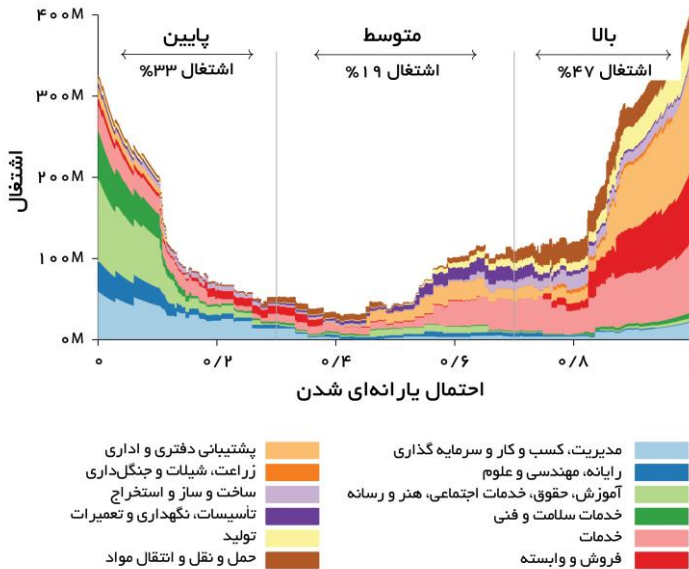 ۴۰۰M
۳۰۰M
۲۰۰M
۱۰۰M
۰M
اشتغال
پایین
اشتغال ۳۳%
متوسط
اشتغال ۱۹%
بالا
اشتغال ۴۷%
۰
۰/۲
۰/۴
۰/۶
۰/۸
احتمال یارانه‌ای شدن
مدیریت، کسب و کار و سرمایه گذاری
رایانه، مهندسی و علوم
آموزش، حقوق، خدمات اجتماعی، هنر و رسانه
خدمات سلامت و فنی
خدمات
فروش و وابسته
پشتیبانی دفتری و اداری
زراعت، شیلات و جنگل‌داری
ساخت و ساز و استخراج
تأسیسات، نگهداری و تعمیرات
تولید
حمل و نقل و انتقال مواد